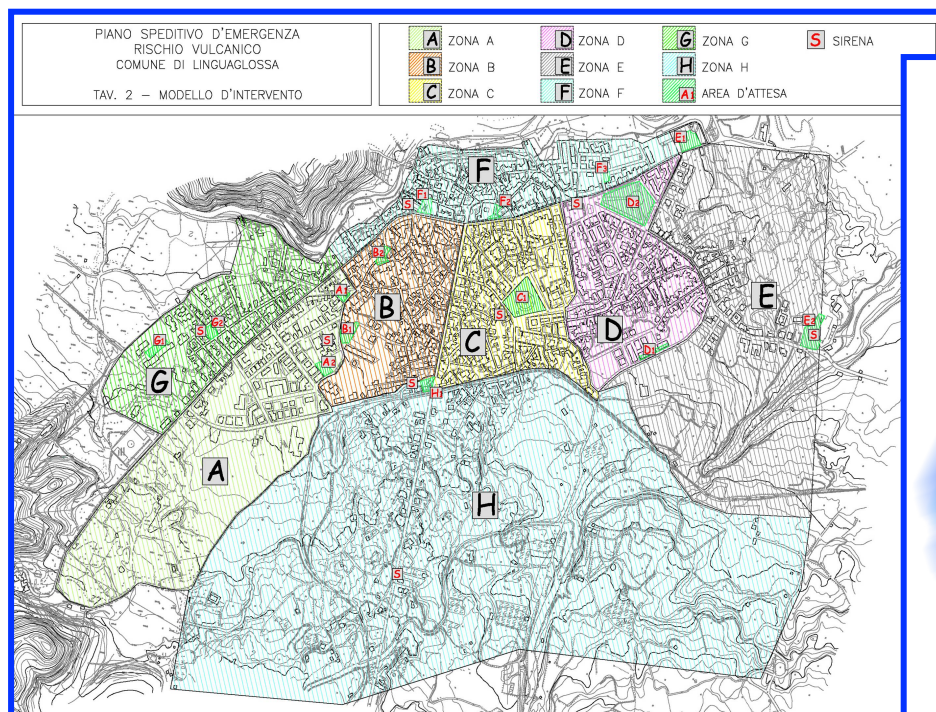 PIANO SPEDITIVO D'EMERGENZA
RISCHIO VULCANICO
COMUNE DI LINGUAGLOSSA
TAV. 2 – MODELLO D'INTERVENTO
A ZONA A
B ZONA B
C ZONA C
D ZONA D
E ZONA E
F ZONA F
G ZONA G
H ZONA H
A1 AREA D'ATTESA
S SIRENA
E1
F
F3
F1
S
F2
S
D2
B2
A1
C1
E
G2
S
B
S
E2
G1
B1
S
D
S
C
A2
D1
G
S
H1
A
H
S